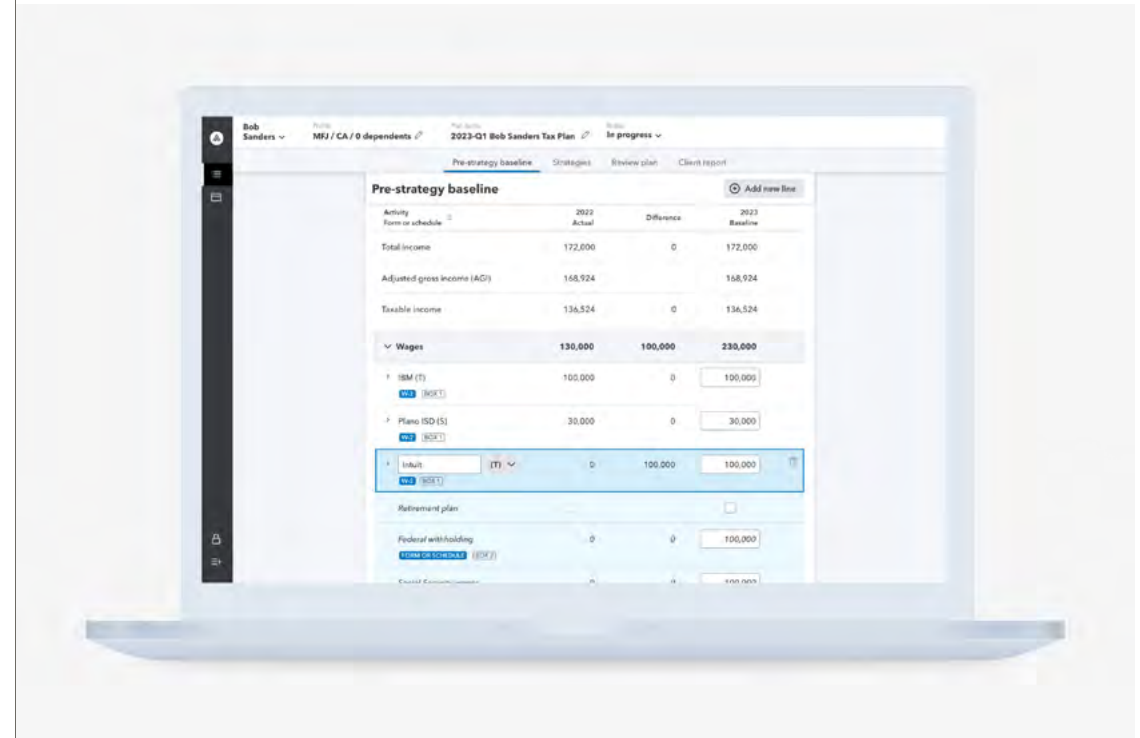 Bob
Sanders
Profile
MFJ / CA / 0 dependents
2023-Q1 Bob Sanders Tax Plan
Status
In progress
Pre-strategy baseline Strategies Review plan Client report
Pre-strategy baseline
Add new line
Activity
Form or schedule
2022
Actual
Difference
2023
Baseline
Total income 172,000 0 172,000
Adjusted gross income (AGI) 168,924 168,924
Taxable income 136,524 0 136,524
Wages 130,000 100,000 230,000
IBM (T) 100,000 0 100,000
W-2 BOX 1
Plano ISD (S) 30,000 0 30,000
W-2 BOX 1
Intuit (T) 0 100,000 100,000
W-2 BOX 1
Retirement plan
Federal withholding 0 0 100,000
FORM OR SCHEDULE BOX 2